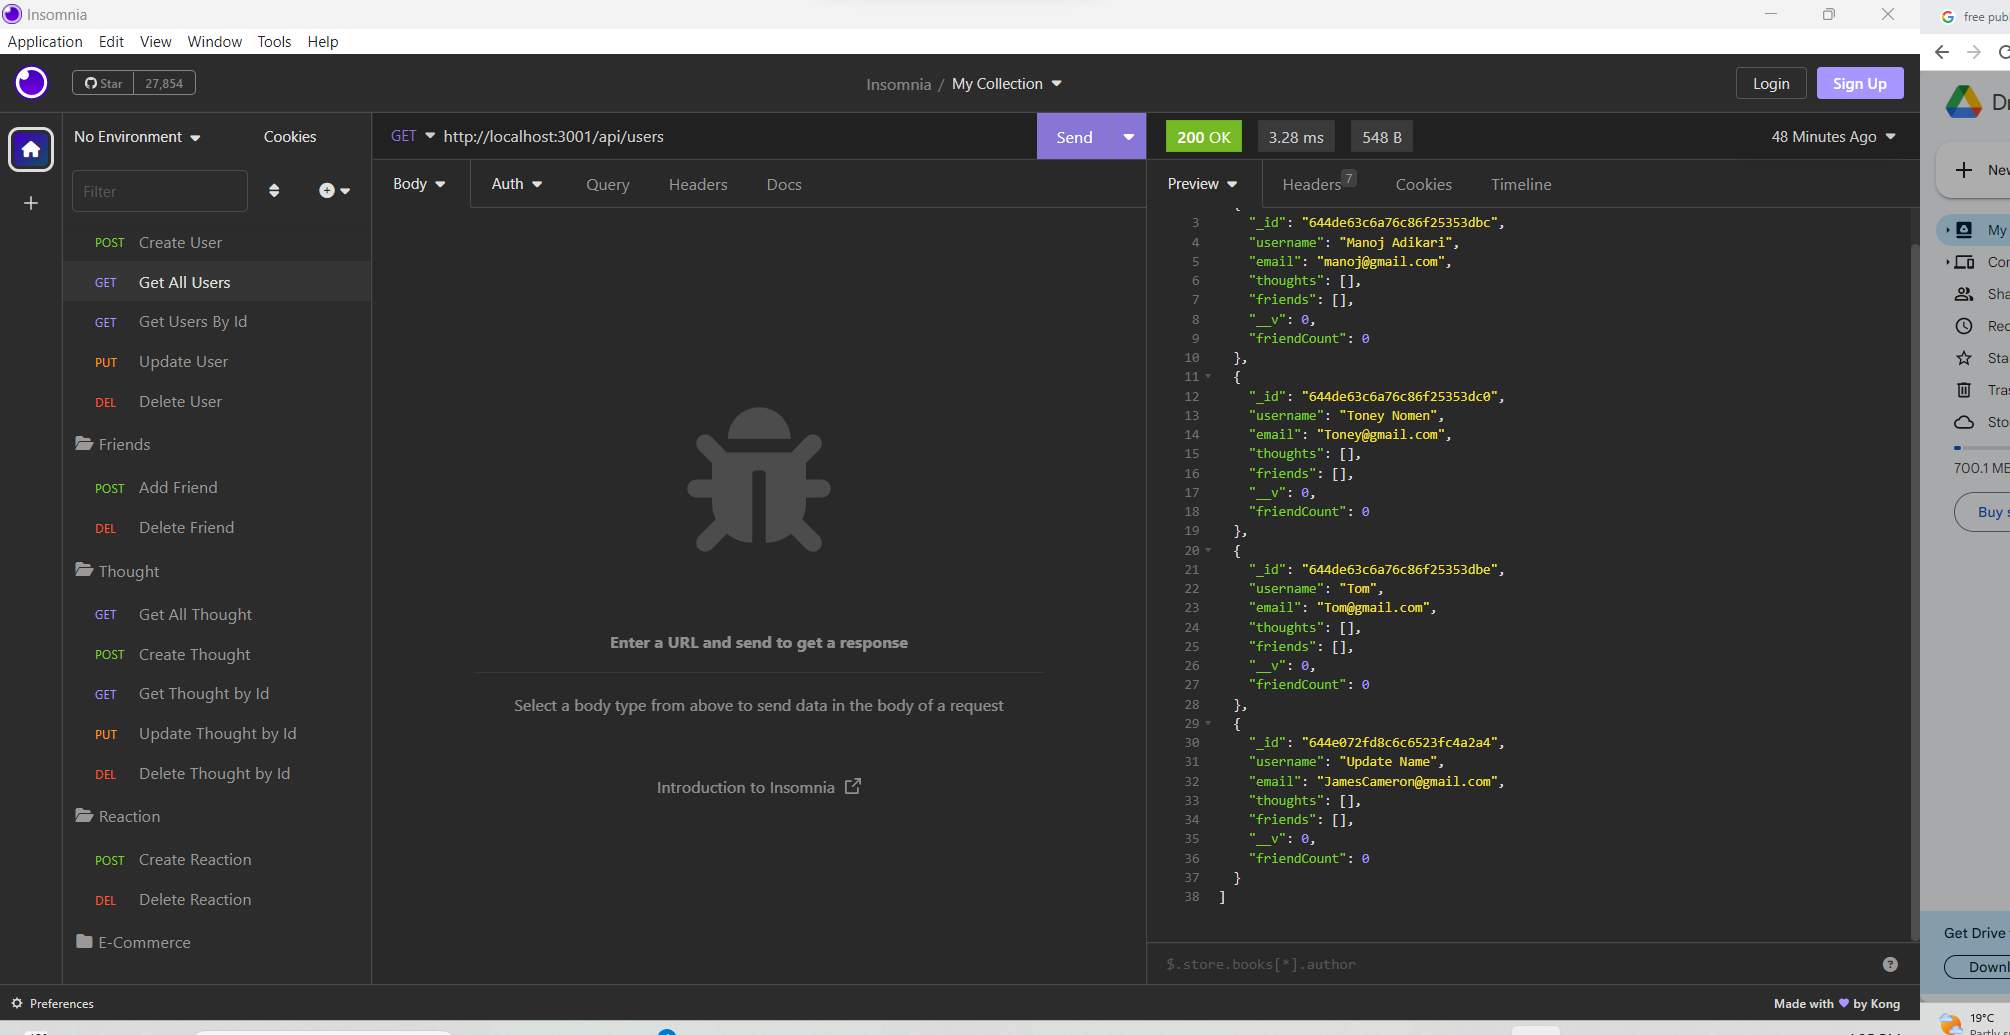 Insomnia
Application Edit View Window Tools Help
Star 27,854
Insomnia / My Collection
Login Sign Up
No Environment Cookies
Filter
POST Create User
GET Get All Users
GET Get Users By Id
PUT Update User
DEL Delete User
Friends
POST Add Friend
DEL Delete Friend
Thought
GET Get All Thought
POST Create Thought
GET Get Thought by Id
PUT Update Thought by Id
DEL Delete Thought by Id
Reaction
POST Create Reaction
DEL Delete Reaction
E-Commerce
Preferences
GET http://localhost:3001/api/users Send
Body Auth Query Headers Docs
Enter a URL and send to get a response
Select a body type from above to send data in the body of a request
Introduction to Insomnia
200 OK 3.28 ms 548 B 48 Minutes Ago
Preview Headers 7 Cookies Timeline
{
3 "_id": "644de63c6a76c86f25353dbc",
4 "username": "Manoj Adikari",
5 "email": "manoj@gmail.com",
6 "thoughts": [],
7 "friends": [],
8 "__v": 0,
9 "friendCount": 0
10 },
11 {
12 "_id": "644de63c6a76c86f25353dc0",
13 "username": "Toney Nomen",
14 "email": "Toney@gmail.com",
15 "thoughts": [],
16 "friends": [],
17 "__v": 0,
18 "friendCount": 0
19 },
20 {
21 "_id": "644de63c6a76c86f25353dbe",
22 "username": "Tom",
23 "email": "Tom@gmail.com",
24 "thoughts": [],
25 "friends": [],
26 "__v": 0,
27 "friendCount": 0
28 },
29 {
30 "_id": "644e072fd8c6c6523fc4a2a4",
31 "username": "Update Name",
32 "email": "JamesCameron@gmail.com",
33 "thoughts": [],
34 "friends": [],
35 "__v": 0,
36 "friendCount": 0
37 }
38 ]
$.store.books[*].author
Made with by Kong
free pub
Dr
New
My
Co
Sha
Rec
Sta
Tras
Sto
700.1 MB
Buy s
Get Drive
Downl
19°C